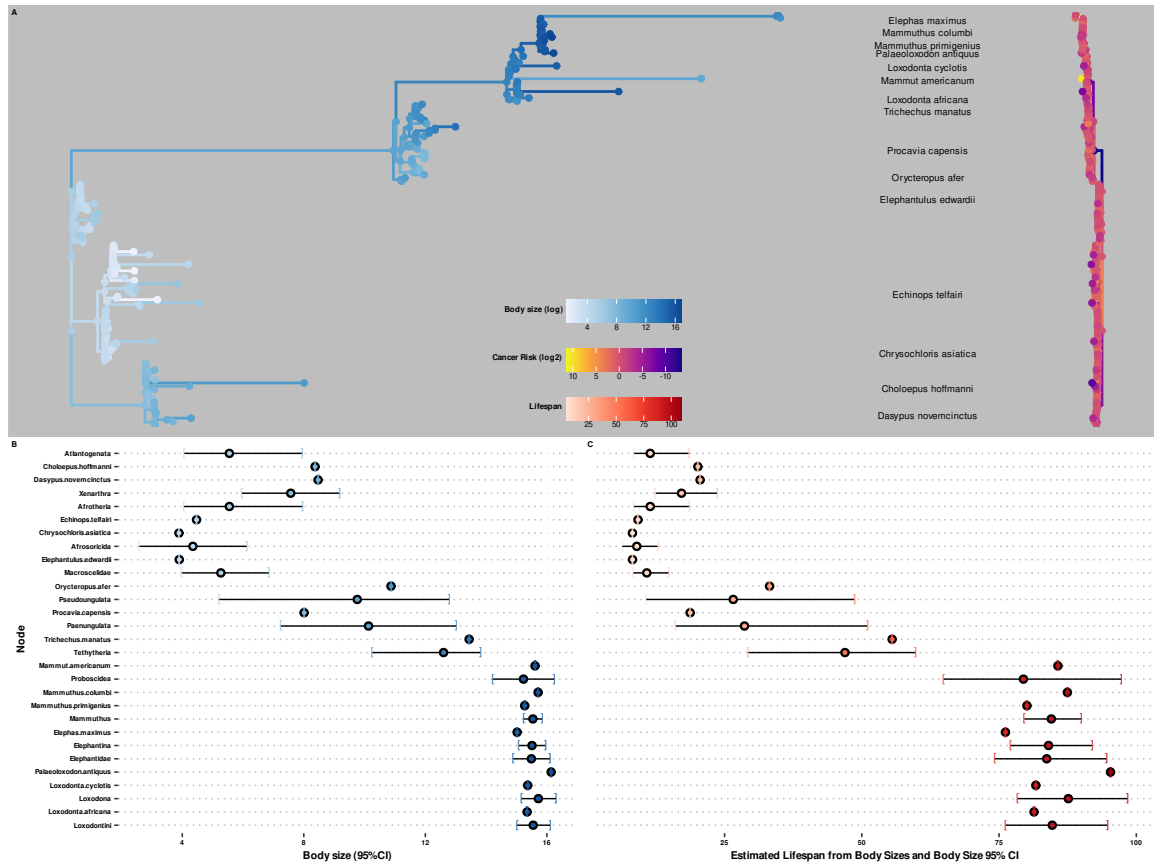 A
Elephas maximus
Mammuthus columbi
Mammuthus primigenius
Palaeoloxodon antiquus
Loxodonta cyclotis
Mammut americanum
Loxodonta africana
Trichechus manatus
Procavia capensis
Orycteropus afer
Elephantulus edwardii
Echinops telfairi
Chrysochloris asiatica
Choloepus hoffmanni
Dasypus novemcinctus
Body size (log)
4 8 12 16
Cancer Risk (log2)
10 5 0 -5 -10
Lifespan
25 50 75 100
B
Atlantogenata
Choloepus.hoffmanni
Dasypus.novemcinctus
Xenarthra
Afrotheria
Echinops.telfairi
Chrysochloris.asiatica
Afrosoricida
Elephantulus.edwardii
Macroscelidae
Orycteropus.afer
Pseudoungulata
Procavia.capensis
Paenungulata
Trichechus.manatus
Tethytheria
Mammut.americanum
Proboscidea
Mammuthus.columbi
Mammuthus.primigenius
Mammuthus
Elephas.maximus
Elephantina
Elephantidae
Palaeoloxodon.antiquus
Loxodonta.cyclotis
Loxodona
Loxodonta.africana
Loxodontini
Node
4 8 12 16
Body size (95%CI)
C
25 50 75 100
Estimated Lifespan from Body Sizes and Body Size 95% CI